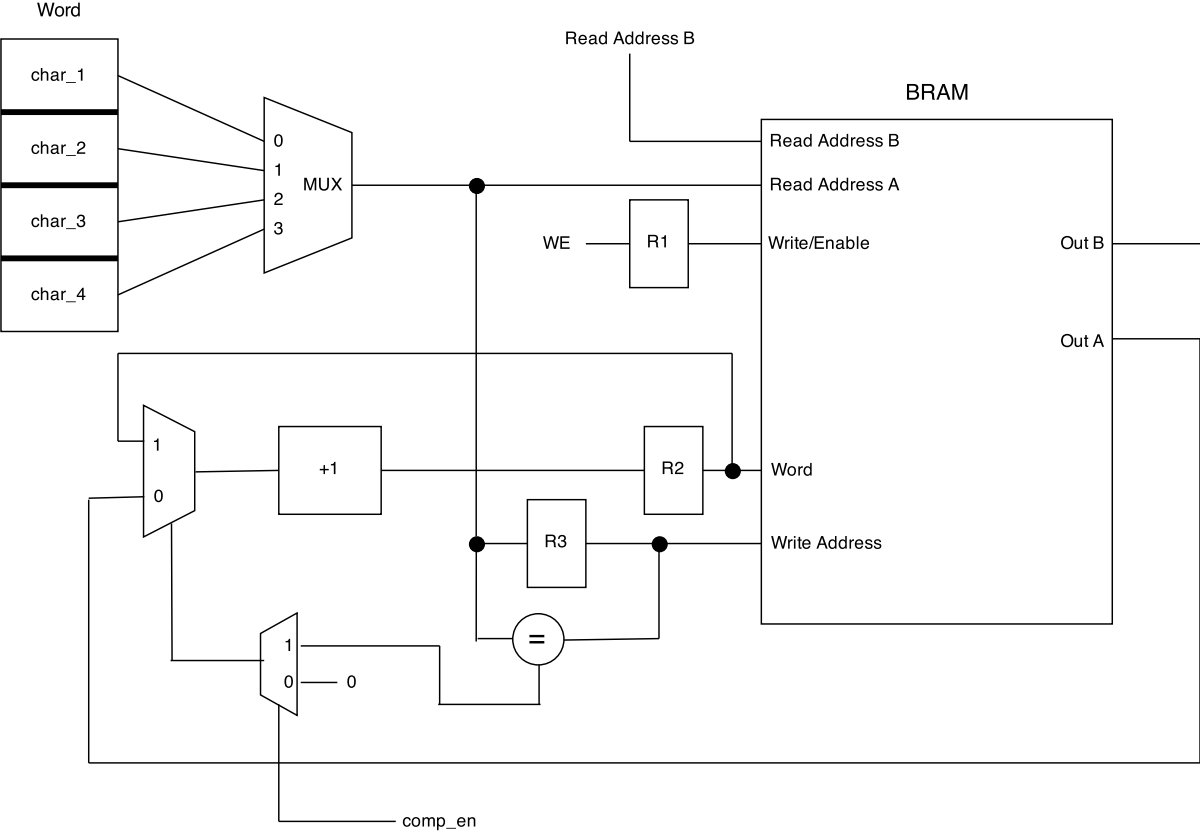 Word
char_1
char_2
char_3
char_4
0
1
2
3
MUX
Read Address B
BRAM
Read Address B
Read Address A
WE
R1
Write/Enable
Out B
Out A
1
0
+1
R2
Word
R3
Write Address
=
1
0
0
comp_en